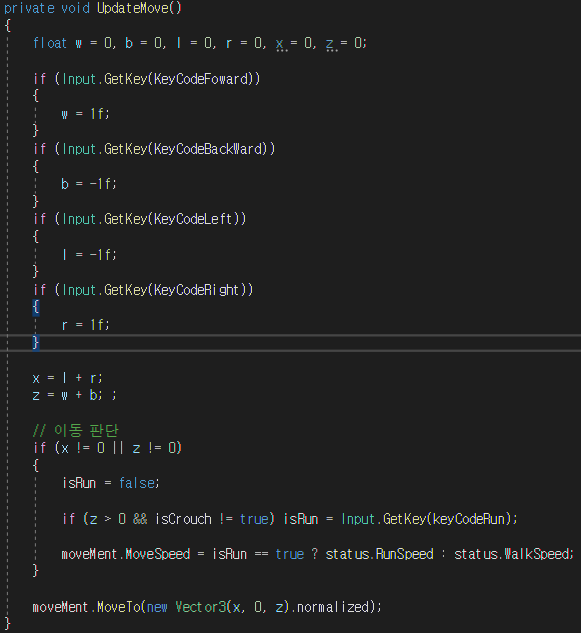 private void UpdateMove()
{
float w = 0, b = 0, l = 0, r = 0, x = 0, z = 0;
if (Input.GetKey(KeyCodeFoward))
{
w = 1f;
}
if (Input.GetKey(KeyCodeBackWard))
{
b = -1f;
}
if (Input.GetKey(KeyCodeLeft))
{
l = -1f;
}
if (Input.GetKey(KeyCodeRight))
{
r = 1f;
}
x = l + r;
z = w + b; ;
// 이동 판단
if (x != 0 || z != 0)
{
isRun = false;
if (z > 0 && isCrouch != true) isRun = Input.GetKey(keyCodeRun);
moveMent.MoveSpeed = isRun == true ? status.RunSpeed : status.WalkSpeed;
}
moveMent.MoveTo(new Vector3(x, 0, z).normalized);
}